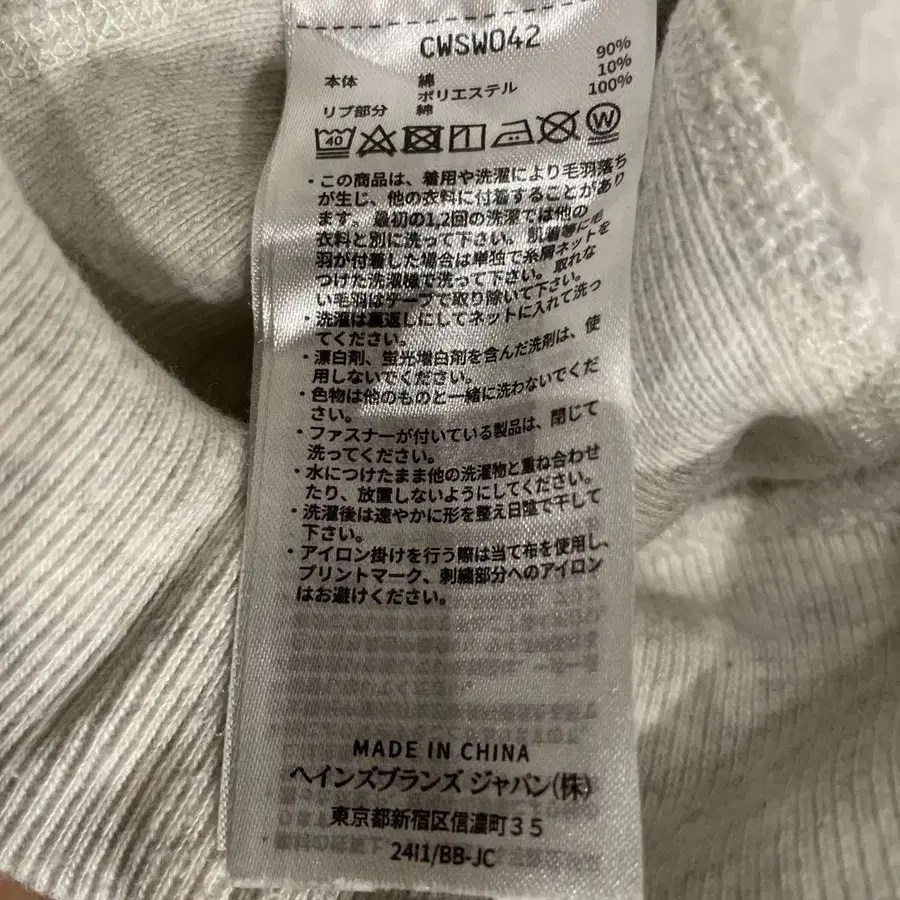 CWSW042
本体 綿 90%
ポリエステル 10%
リブ部分 綿 100%
40 W
・この商品は、着用や洗濯により毛羽落ち
が生じ、他の衣料に付着することがあり
ます。最初の1,2回の洗濯では他の
衣料と別に洗って下さい。肌着等に毛
羽が付着した場合は単独で糸屑ネットを
つけた洗濯機で洗って下さい。取れな
い毛羽はテープで取り除いて下さい。
・洗濯は裏返しにしてネットに入れて洗っ
てください。
・漂白剤、蛍光増白剤を含んだ洗剤は、使
用しないでください。
・色物は他のものと一緒に洗わないでくだ
さい。
・ファスナーが付いている製品は、閉じて
洗ってください。
・水につけたまま他の洗濯物と重ね合わせ
たり、放置しないようにしてください。
・洗濯後は速やかに形を整え日陰で干して
下さい。
・アイロン掛けを行う際は当て布を使用し、
プリントマーク、刺繍部分へのアイロン
はお避けください。
MADE IN CHINA
ヘインズブランズ ジャパン(株)
東京都新宿区信濃町35
24I1/BB-JC